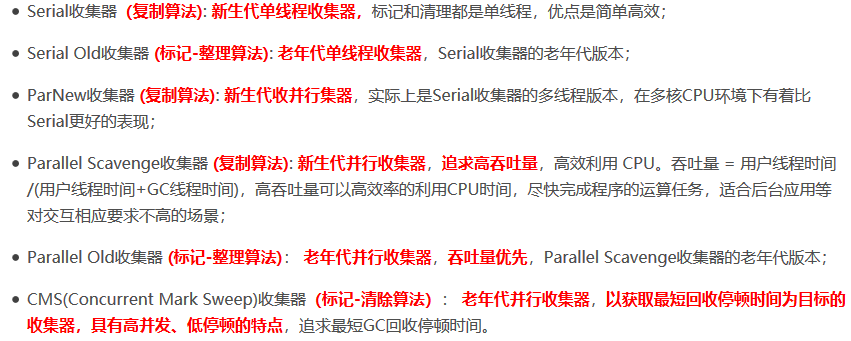 Serial收集器（复制算法): 新生代单线程收集器，标记和清理都是单线程，优点是简单高效；
Serial Old收集器 (标记-整理算法): 老年代单线程收集器，Serial收集器的老年代版本；
ParNew收集器 (复制算法): 新生代收并行集器，实际上是Serial收集器的多线程版本，在多核CPU环境下有着比
Serial更好的表现；
Parallel Scavenge收集器 (复制算法): 新生代并行收集器，追求高吞吐量，高效利用 CPU。吞吐量 = 用户线程时间
/(用户线程时间+GC线程时间)，高吞吐量可以高效率的利用CPU时间，尽快完成程序的运算任务，适合后台应用等
对交互相应要求不高的场景；
Parallel Old收集器 (标记-整理算法)： 老年代并行收集器，吞吐量优先，Parallel Scavenge收集器的老年代版本；
CMS(Concurrent Mark Sweep)收集器（标记-清除算法）： 老年代并行收集器，以获取最短回收停顿时间为目标的
收集器，具有高并发、低停顿的特点，追求最短GC回收停顿时间。